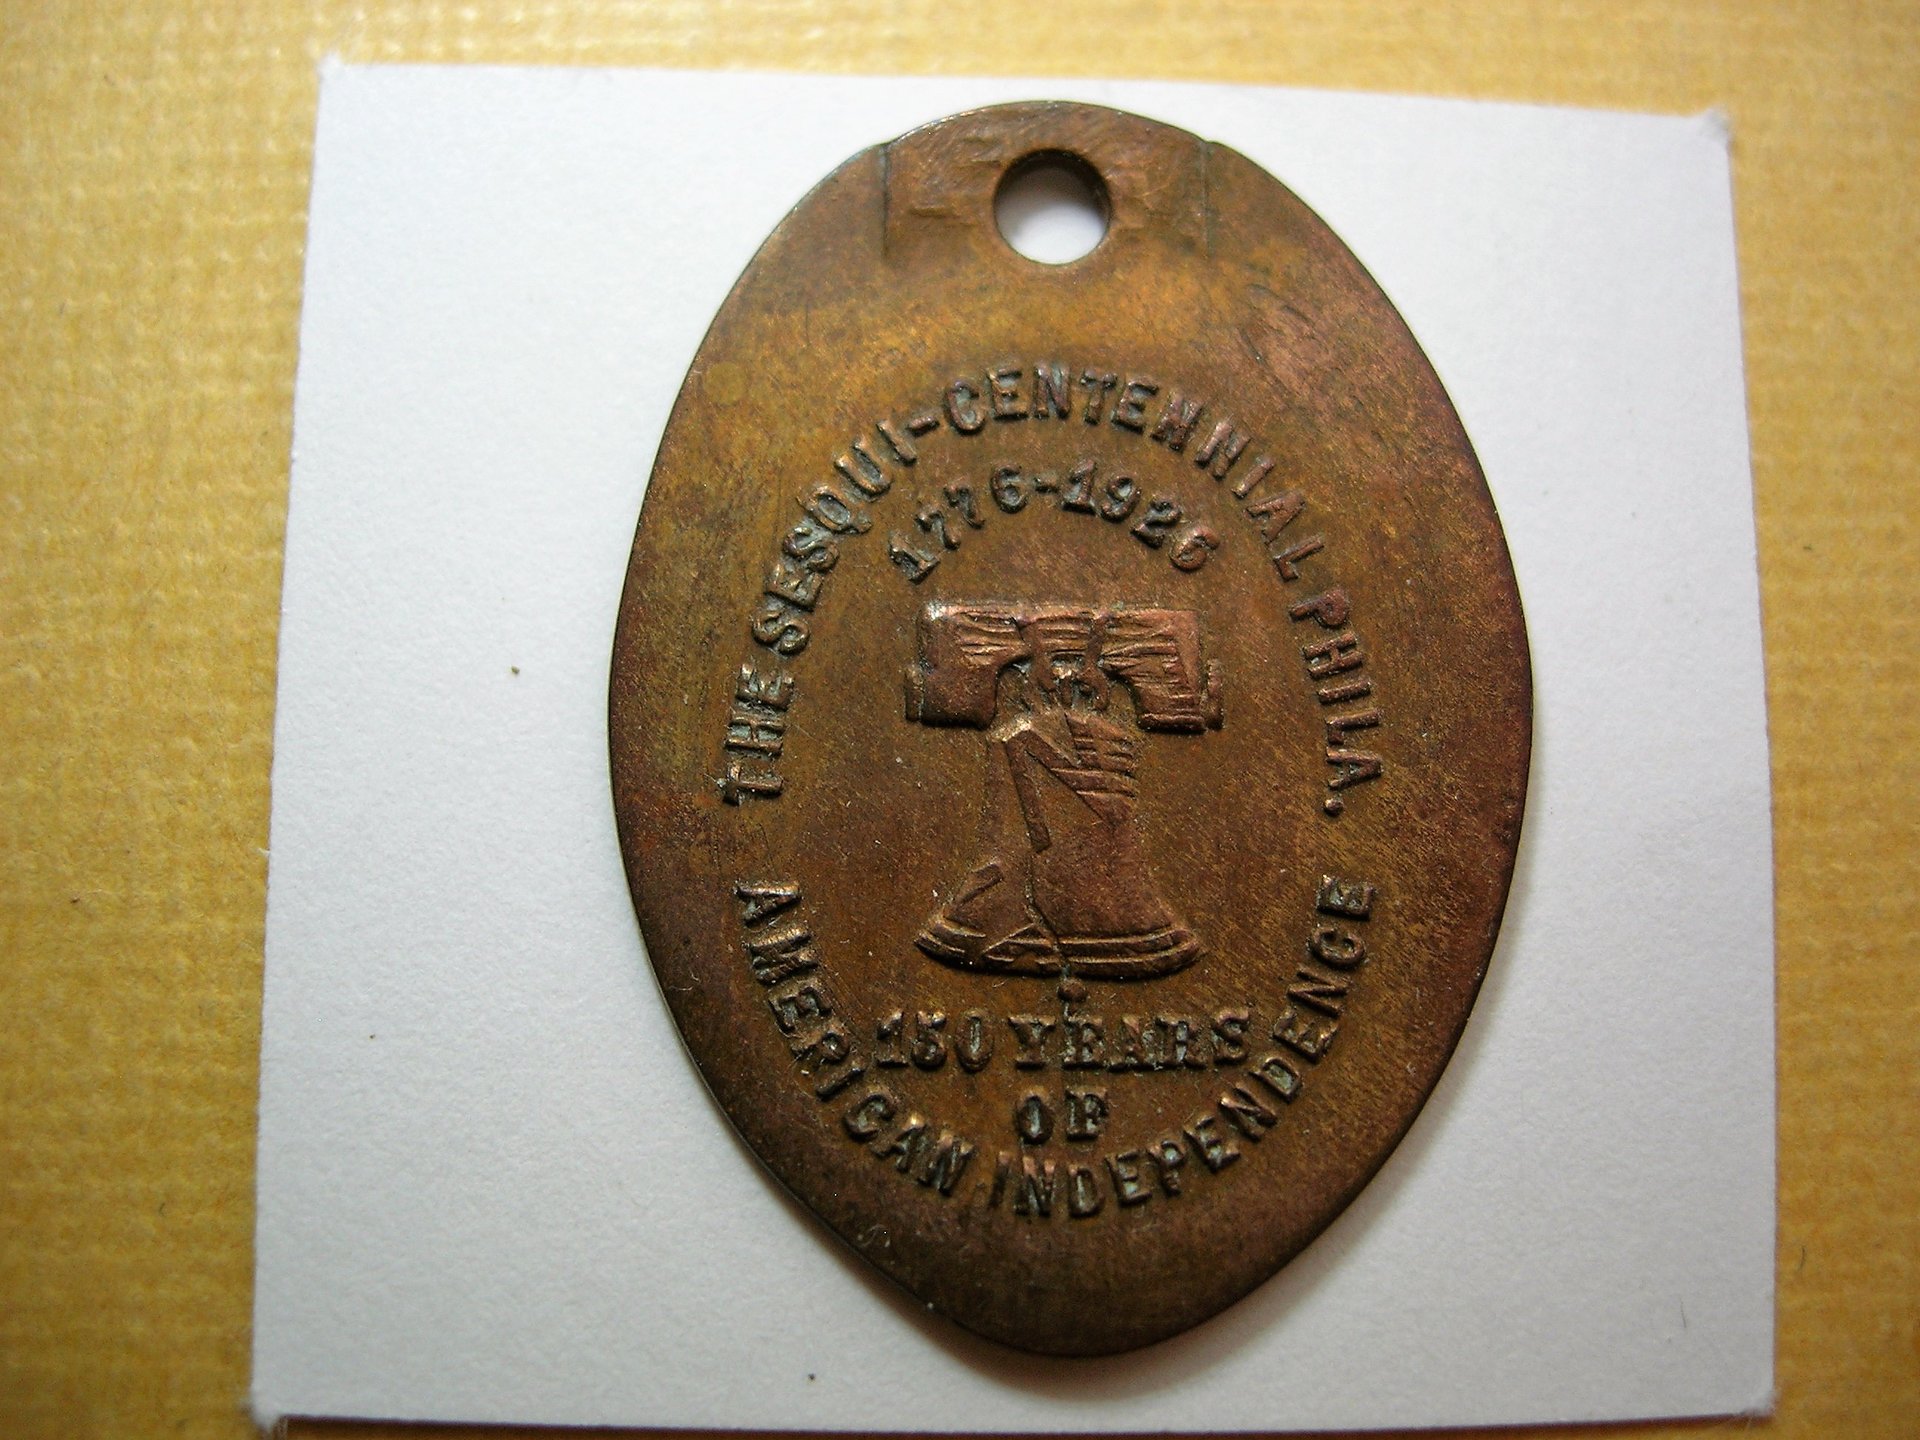 THE SESQUI-CENTENNIAL PHILA.
1776-1926
150 YEARS
OF
AMERICAN INDEPENDENCE